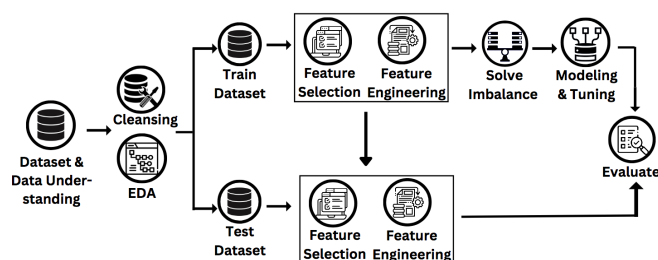 Dataset &
Data Under-
standing
Cleansing
EDA
Train
Dataset
Feature
Selection
Feature
Engineering
Solve
Imbalance
Modeling
& Tuning
Evaluate
Test
Dataset
Feature
Selection
Feature
Engineering